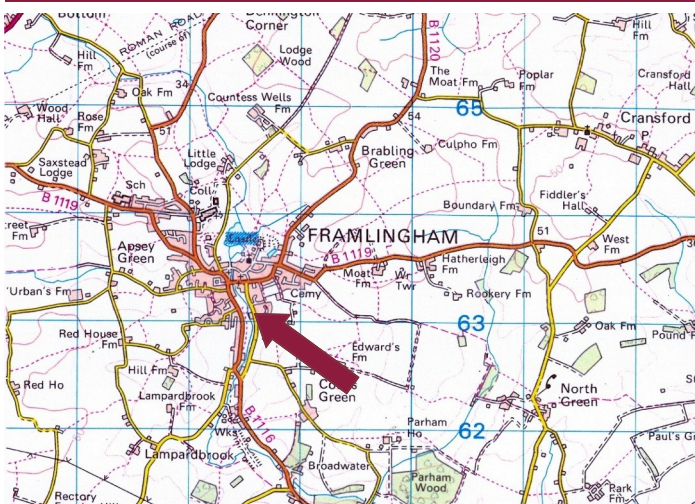 Bottom
ROMAN ROAD
(course of)
Corner
Lodge
Wood
B 1120
Hill
Fm
Hill
Fm
Oak Fm
34
Countess Wells
Fm
The
Moat Fm
Poplar
Fm
Cransford
Hall
65
Wood
Hall
Rose
Fm
51
54
Cransford
P
Brabling
Green
Culpho Fm
Saxstead
Lodge
Little
Lodge
Sch
Coll
B 1119
Boundary Fm
Fiddler's
Hall
FRAMLINGHAM
Apsey
Green
B 1119
51
West
Fm
Hatherleigh
Fm
Moat
Fm
Wr
Twr
'Urban's Fm
Cemy
Rookery Fm
63
Oak Fm
Red House
Fm
Edward's
Fm
Hill Fm
Red Ho
Green
North
Green
Lampardbrook
Fm
B 1116
Wks
Parham
Ho
62
Lampardbrook
Broadwater
Parham
Wood
Paul's
Rectory
Park
Fm